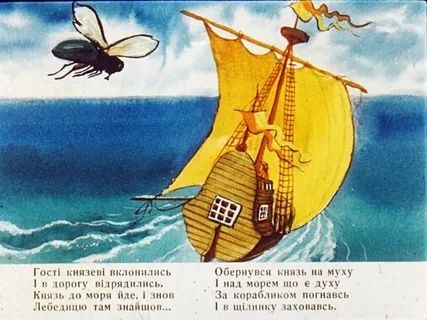 Гості князеві вклонились
І в дорогу відрядились.
Князь до моря йде, і знов
Лебедицю там знайшов...
Обернувся князь на муху
І над морем що є духу
За корабликом погнавсь
І в щілинку заховавсь.